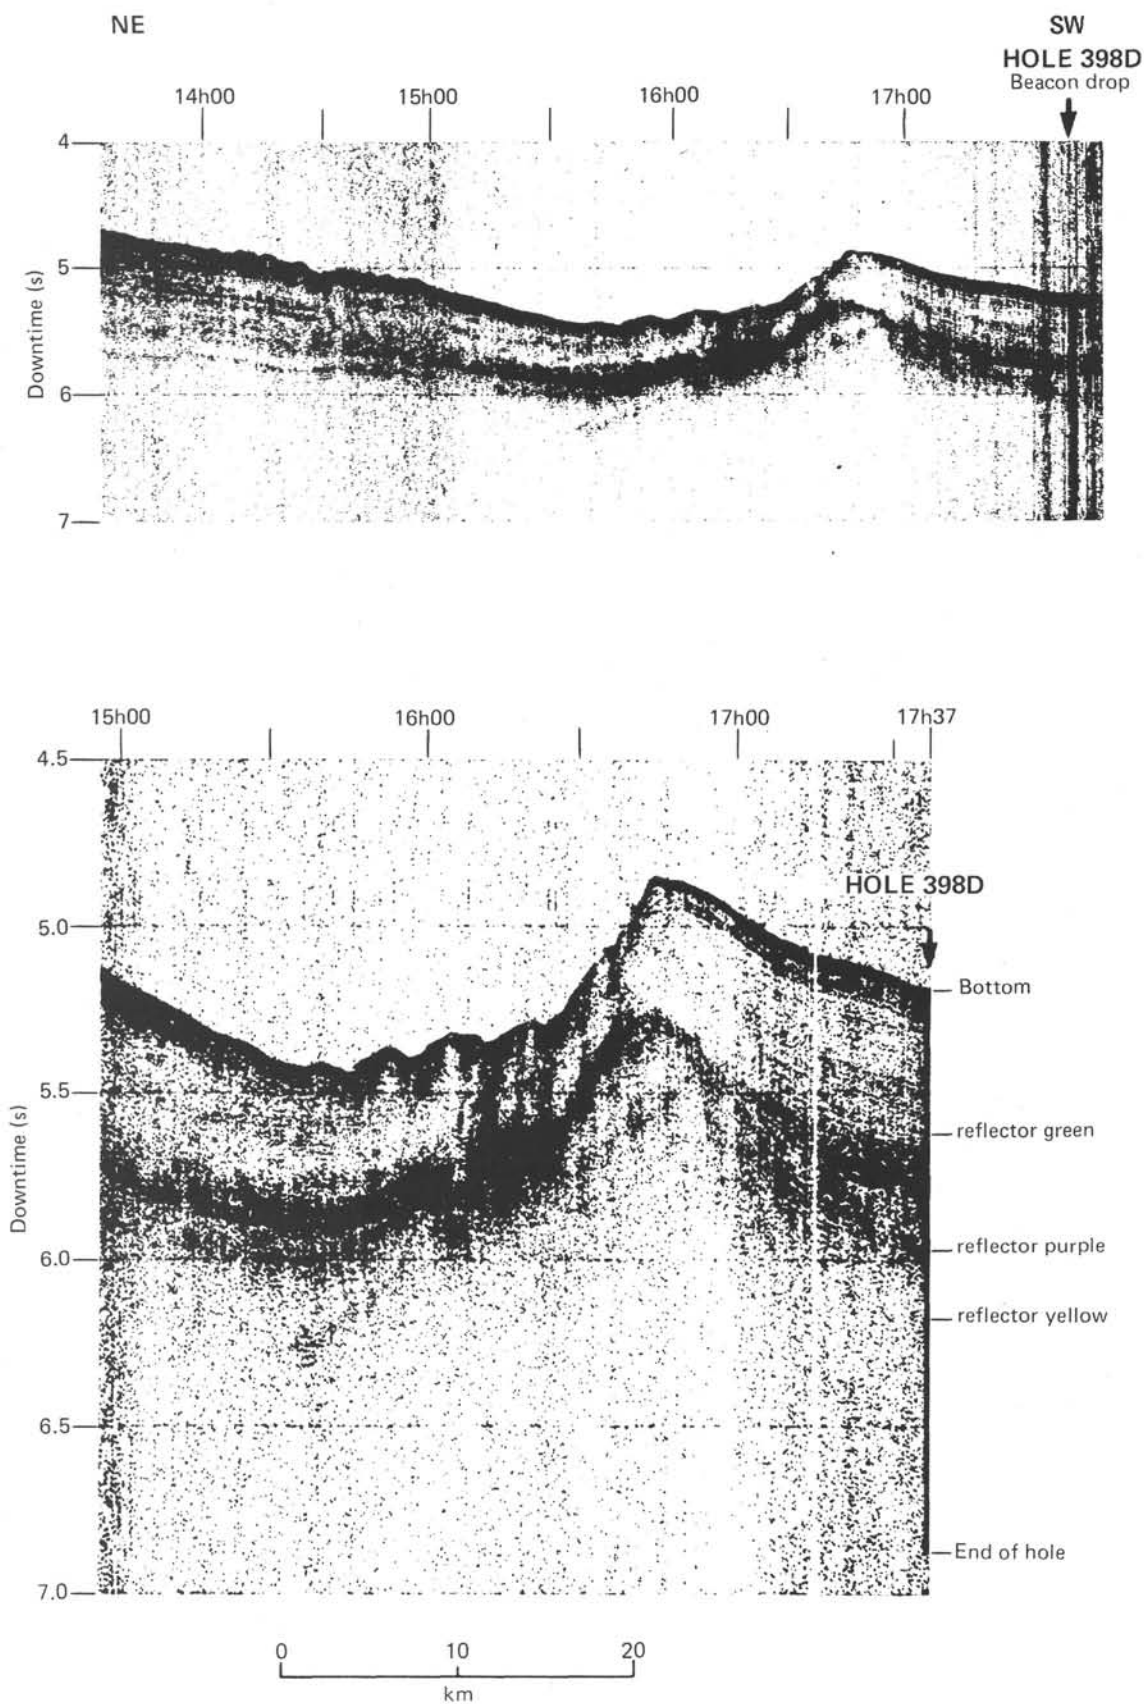 NE
SW
HOLE 398D
Beacon drop
14h00 15h00 16h00 17h00
4
5
6
7
Downtime (s)
15h00 16h00 17h00 17h37
4.5
HOLE 398D
5.0
Bottom
5.5
reflector green
Downtime (s)
6.0
reflector purple
reflector yellow
6.5
End of hole
7.0
0 10 20
km